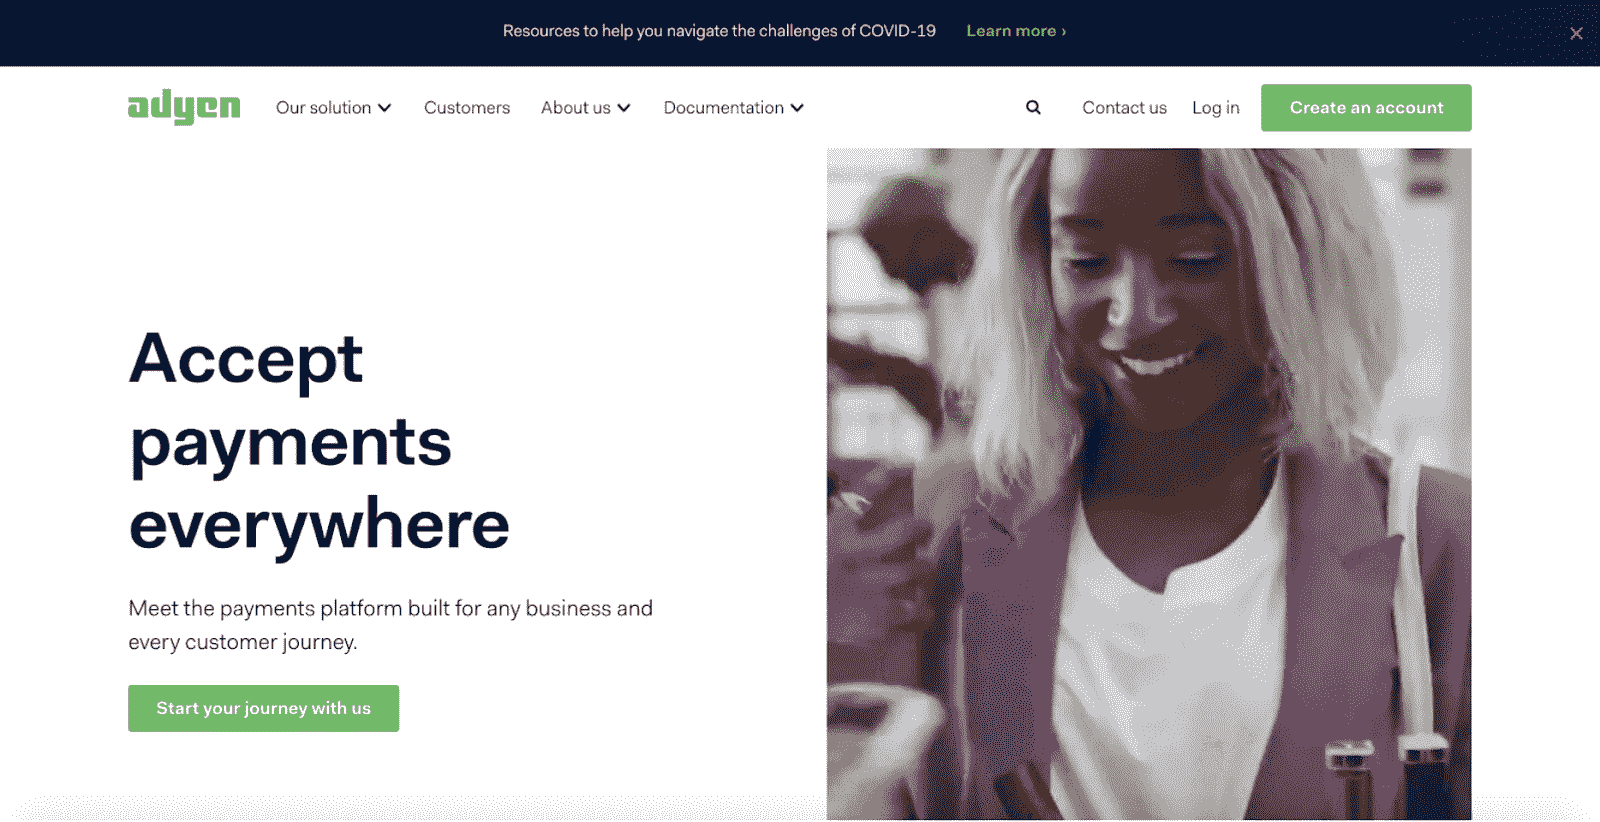 Resources to help you navigate the challenges of COVID-19 Learn more ›
adyen Our solution Customers About us Documentation Contact us Log in Create an account
Accept
payments
everywhere
Meet the payments platform built for any business and
every customer journey.
Start your journey with us